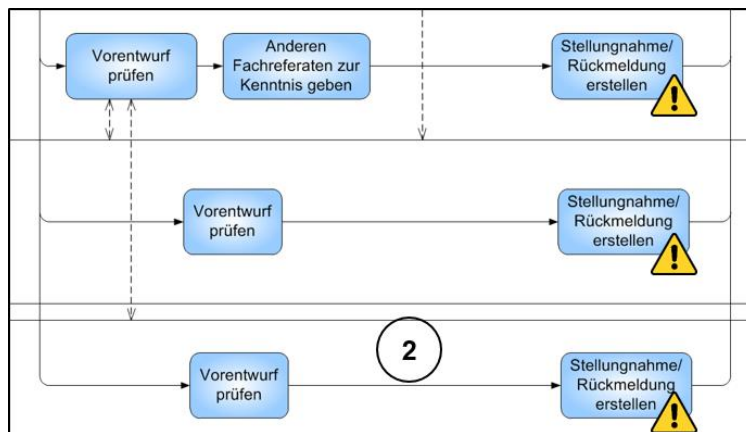 Vorentwurf
prüfen
Anderen
Fachreferaten zur
Kenntnis geben
Stellungnahme/
Rückmeldung
erstellen
Vorentwurf
prüfen
Stellungnahme/
Rückmeldung
erstellen
2
Vorentwurf
prüfen
Stellungnahme/
Rückmeldung
erstellen